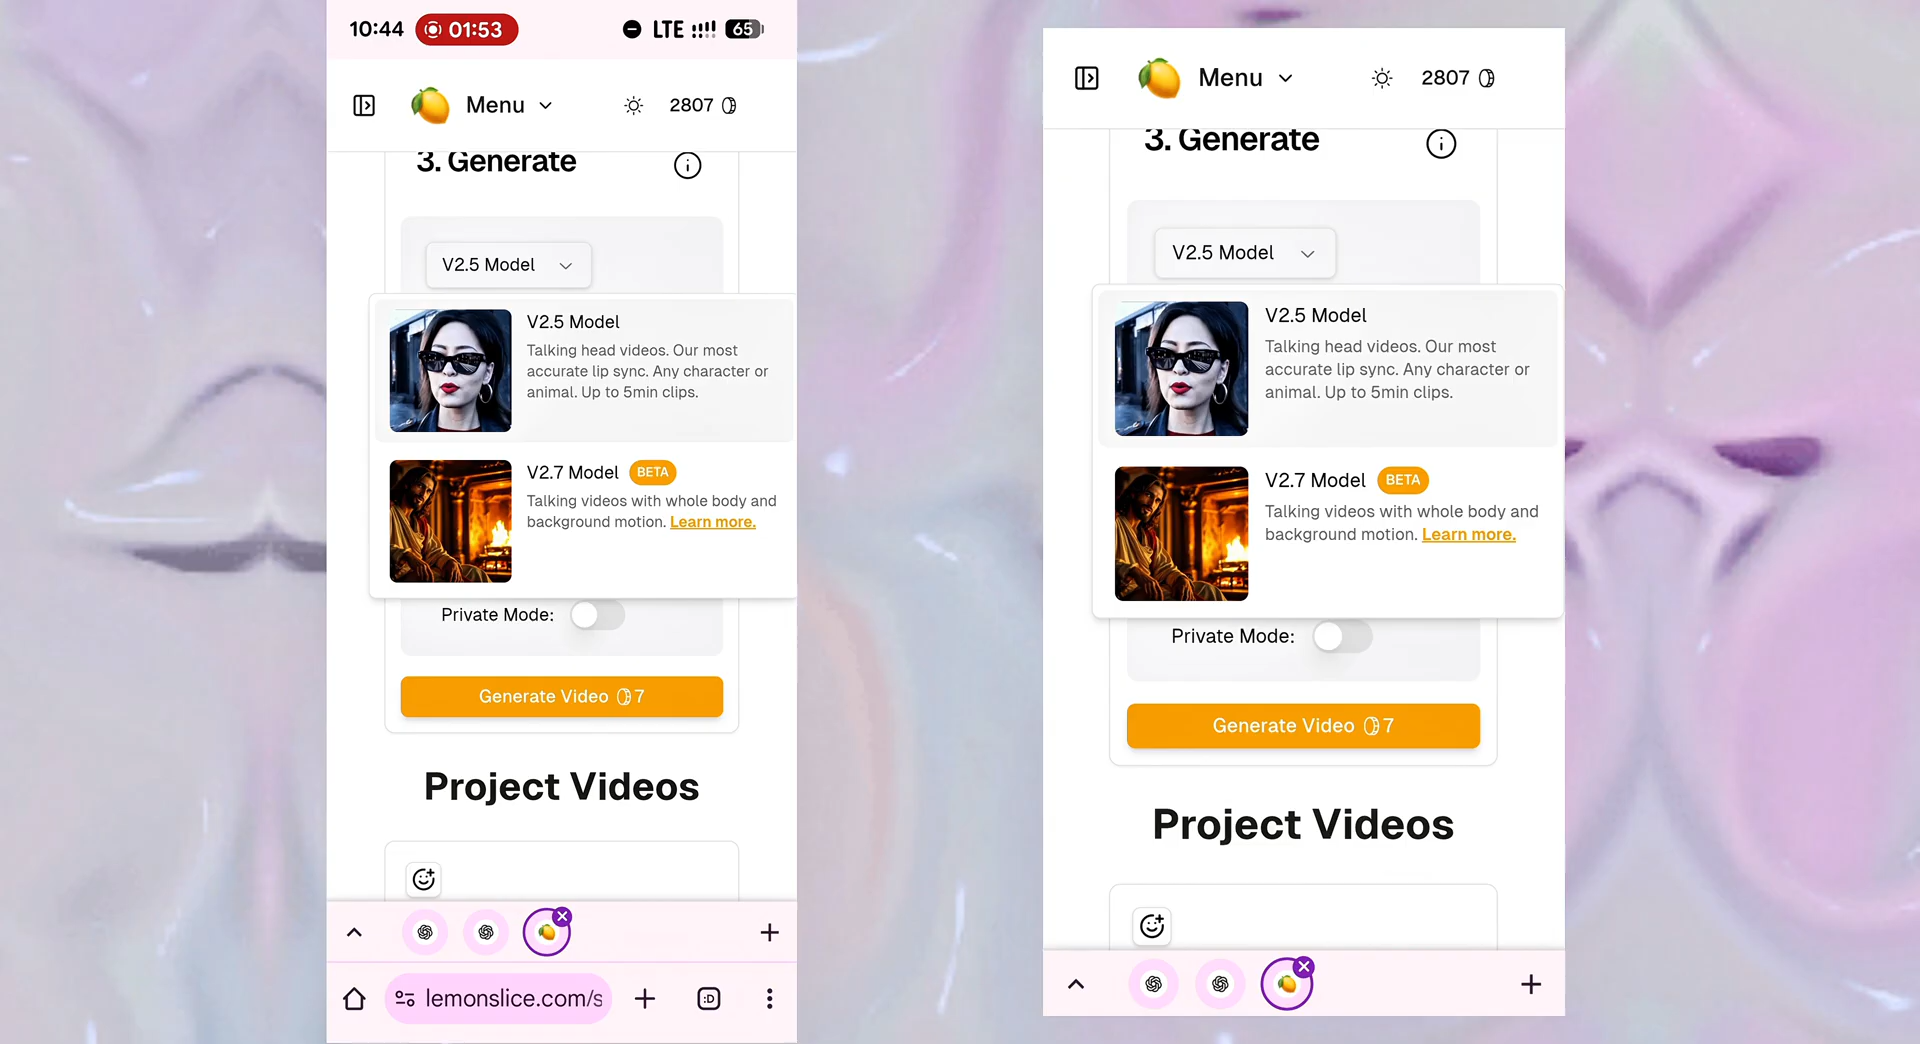 10:44 01:53 LTE 65
Menu 2807
3. Generate
V2.5 Model
V2.5 Model
Talking head videos. Our most
accurate lip sync. Any character or
animal. Up to 5min clips.
V2.7 Model BETA
Talking videos with whole body and
background motion. Learn more.
Private Mode:
Generate Video 7
Project Videos
lemonslice.com/s
:D
Menu 2807
3. Generate
V2.5 Model
V2.5 Model
Talking head videos. Our most
accurate lip sync. Any character or
animal. Up to 5min clips.
V2.7 Model BETA
Talking videos with whole body and
background motion. Learn more.
Private Mode:
Generate Video 7
Project Videos